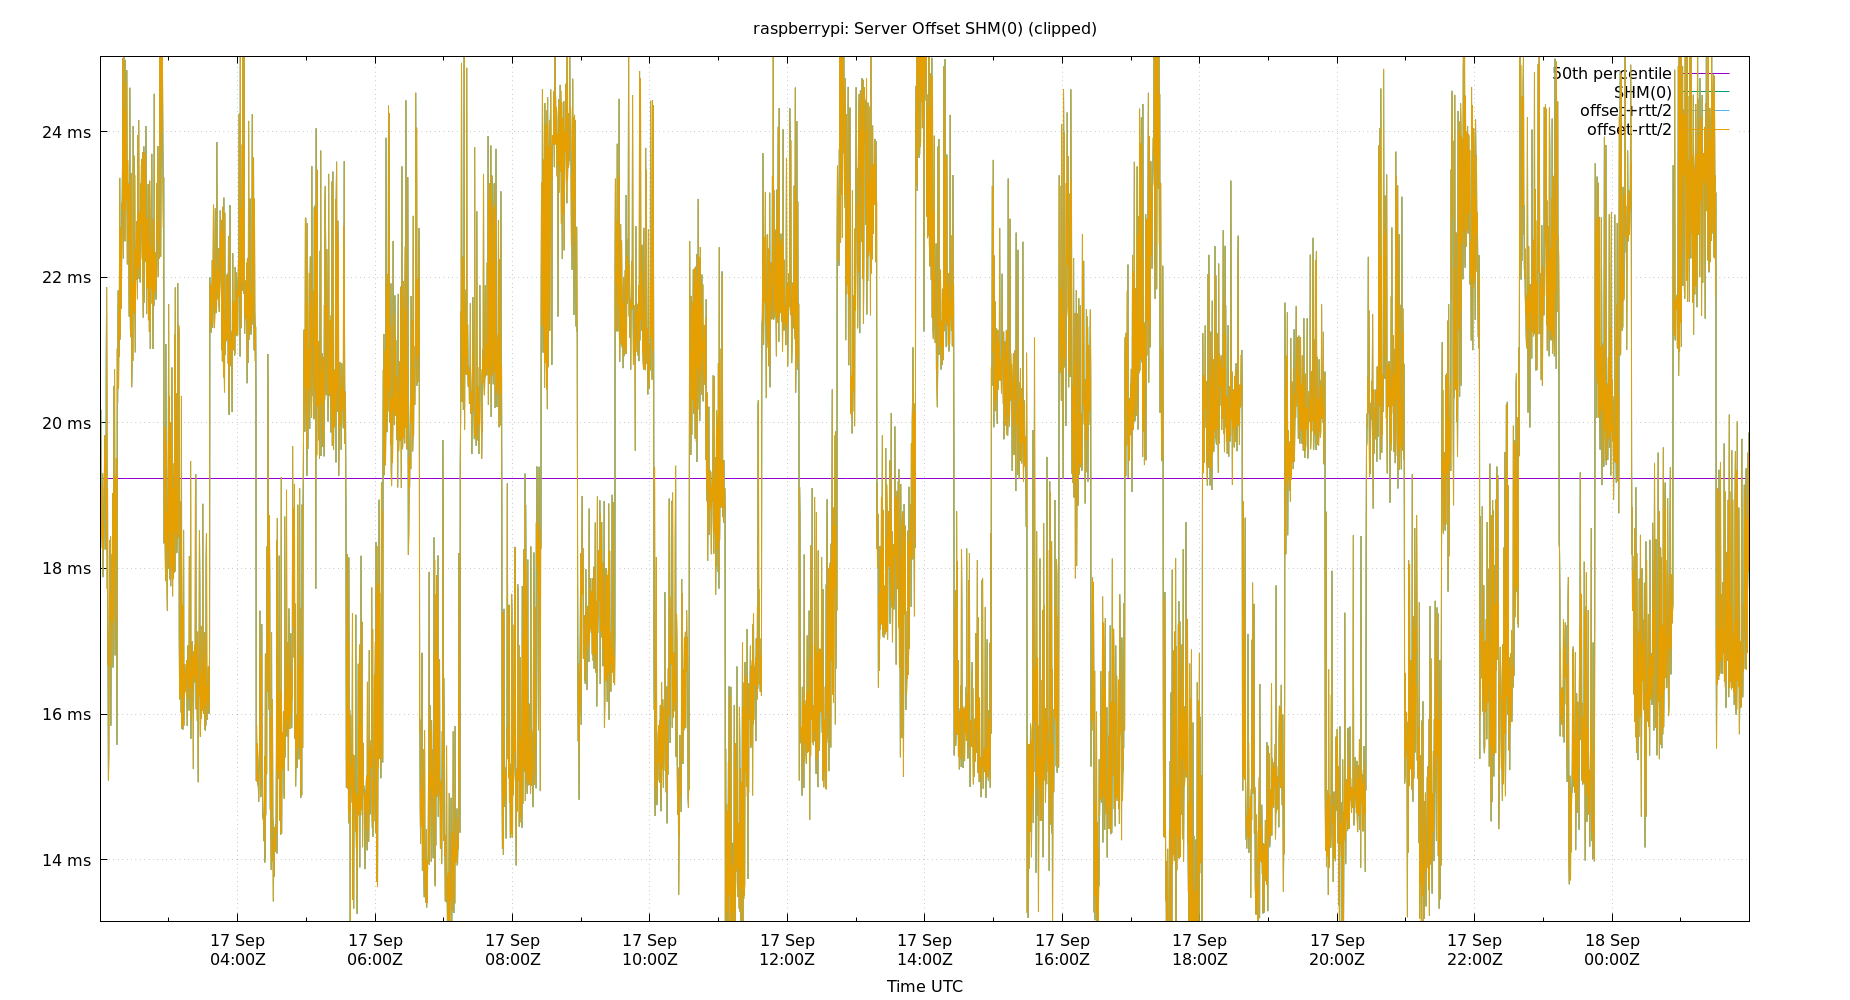 raspberrypi: Server Offset SHM(0) (clipped)
50th percentile
SHM(0)
offset+rtt/2
offset-rtt/2
24 ms
22 ms
20 ms
18 ms
16 ms
14 ms
17 Sep 17 Sep 17 Sep 17 Sep 17 Sep 17 Sep 17 Sep 17 Sep 17 Sep 17 Sep 18 Sep
04:00Z 06:00Z 08:00Z 10:00Z 12:00Z 14:00Z 16:00Z 18:00Z 20:00Z 22:00Z 00:00Z
Time UTC